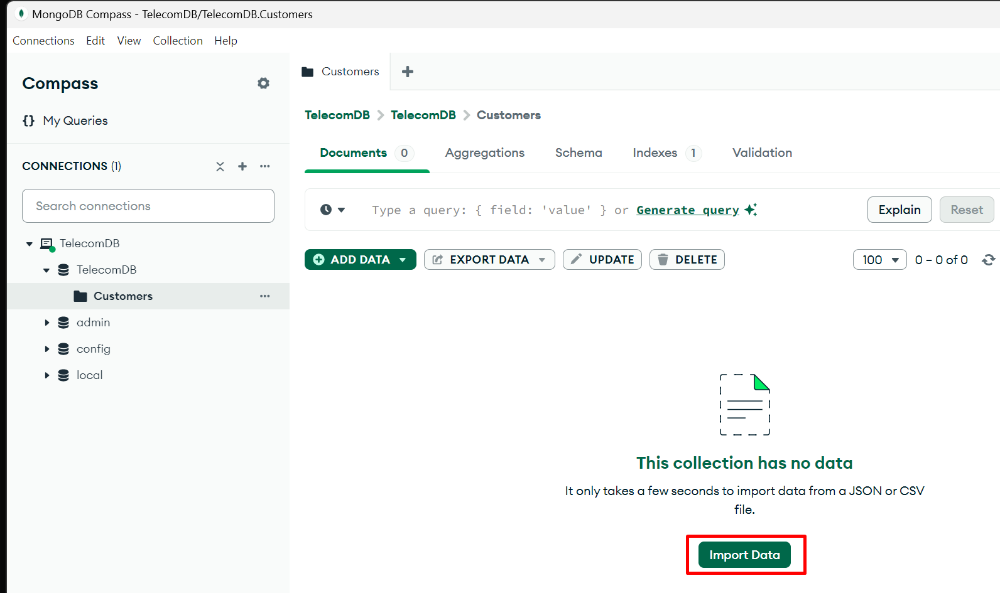 MongoDB Compass - TelecomDB/TelecomDB.Customers
Connections Edit View Collection Help
Compass
{} My Queries
CONNECTIONS (1)
Search connections
TelecomDB
TelecomDB
Customers
admin
config
local
Customers
TelecomDB > TelecomDB > Customers
Documents 0 Aggregations Schema Indexes 1 Validation
Type a query: { field: 'value' } or Generate query
Explain Reset
ADD DATA EXPORT DATA UPDATE DELETE 100 0 – 0 of 0
This collection has no data
It only takes a few seconds to import data from a JSON or CSV
file.
Import Data